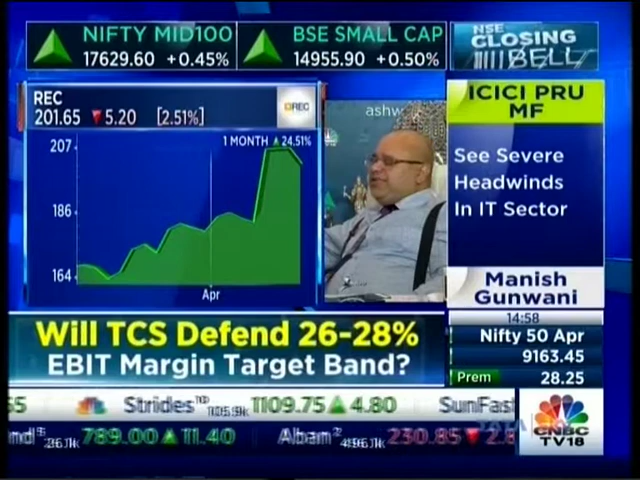 NIFTY MID100
17629.60 +0.45%
BSE SMALL CAP
14955.90 +0.50%
NSE
CLOSING
BELL
REC
201.65 5.20 [2.51%]
REC
1 MONTH 24.51%
207
186
164
Apr
ashw
ICICI PRU
MF
See Severe
Headwinds
In IT Sector
Manish
Gunwani
14:58
Nifty 50 Apr
9163.45
Prem 28.25
Will TCS Defend 26-28%
EBIT Margin Target Band?
Strides 1109.75 4.80 SunFast
789.00 11.40 Aban 230.85 2.8
CNBC
TV18